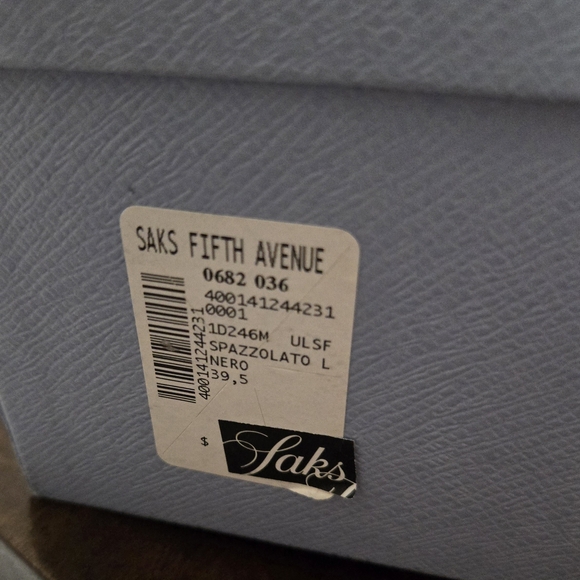 SAKS FIFTH AVENUE
0682 036
400141244231
0001
1D246M ULSF
SPAZZOLATO L
NERO
39,5
400141244231
$
Saks